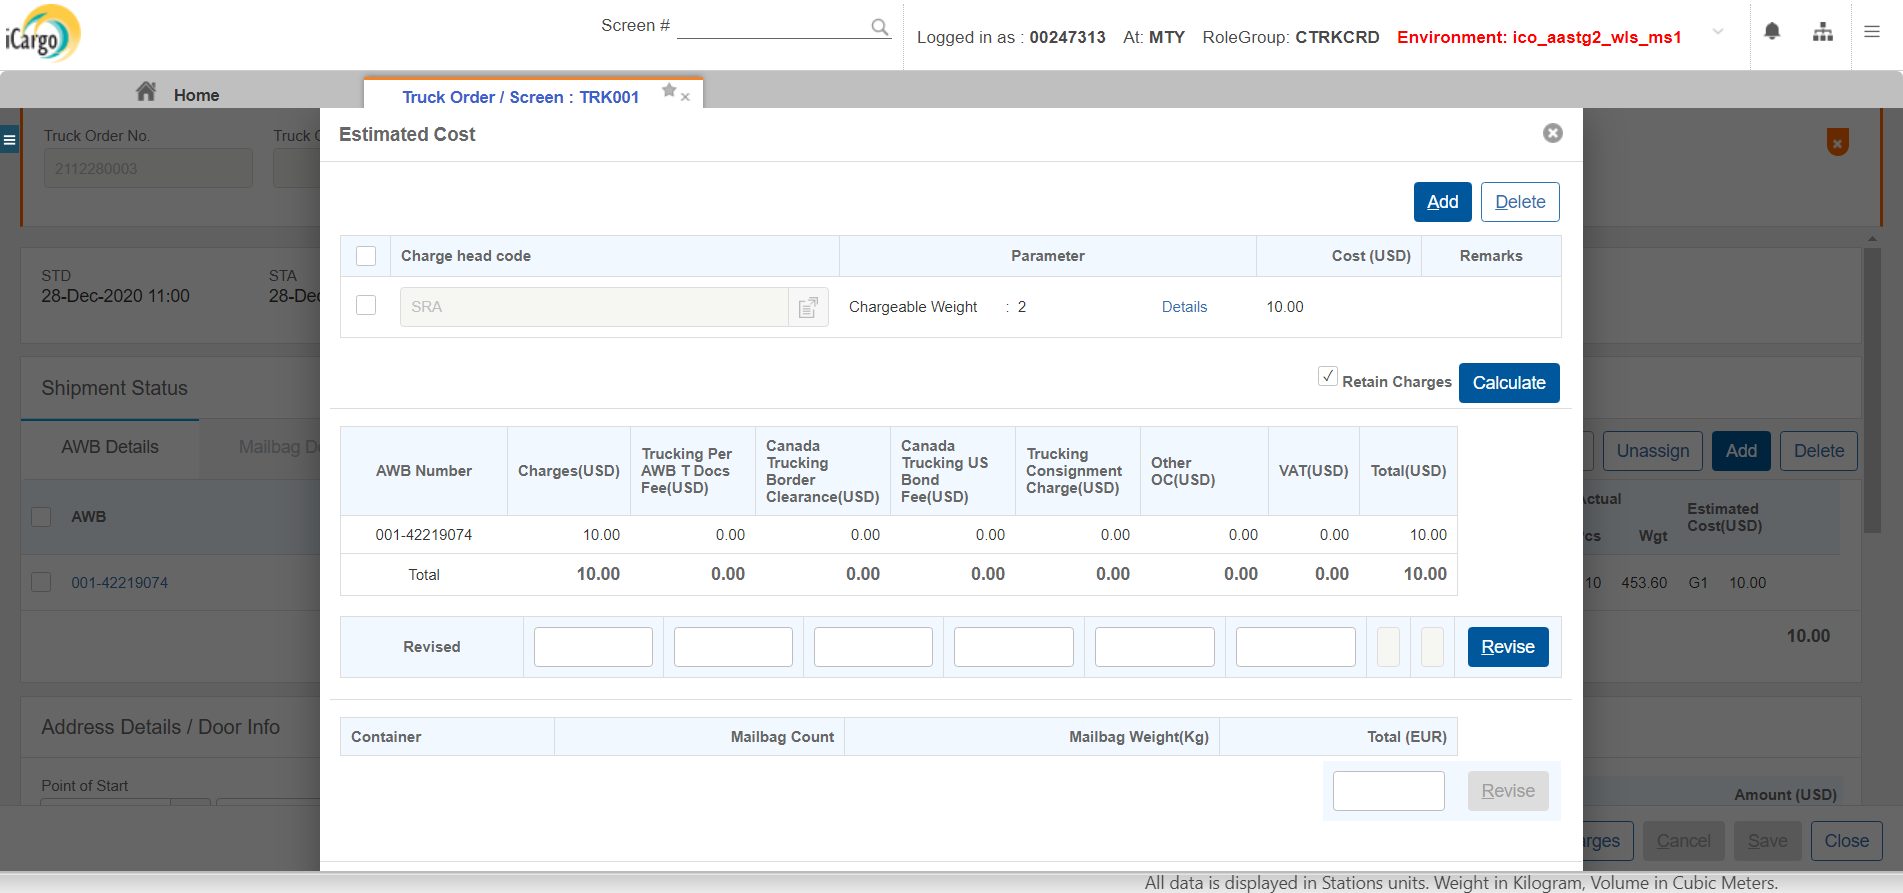 iCargo
Screen #
Logged in as : 00247313 At: MTY RoleGroup: CTRKCRD Environment: ico_aastg2_wls_ms1
Home
Truck Order / Screen : TRK001
Truck Order No.
Truck
2112280003
STD
28-Dec-2020 11:00
STA
28-Dec
Shipment Status
AWB Details
Mailbag
AWB
001-42219074
Address Details / Door Info
Point of Start
Estimated Cost
Add
Delete
Charge head code Parameter Cost (USD) Remarks
SRA Chargeable Weight : 2 Details 10.00
Retain Charges
Calculate
AWB Number
Charges(USD)
Trucking Per
AWB T Docs
Fee(USD)
Canada
Trucking
Border
Clearance(USD)
Canada
Trucking US
Bond
Fee(USD)
Trucking
Consignment
Charge(USD)
Other
OC(USD)
VAT(USD)
Total(USD)
001-42219074 10.00 0.00 0.00 0.00 0.00 0.00 0.00 10.00
Total 10.00 0.00 0.00 0.00 0.00 0.00 0.00 10.00
Revised
Revise
Container Mailbag Count Mailbag Weight(Kg) Total (EUR)
Revise
Unassign
Add
Delete
Estimated
Cost(USD)
Wgt
10 453.60 G1 10.00
10.00
Amount (USD)
Cancel
Save
Close
All data is displayed in Stations units. Weight in Kilogram, Volume in Cubic Meters.